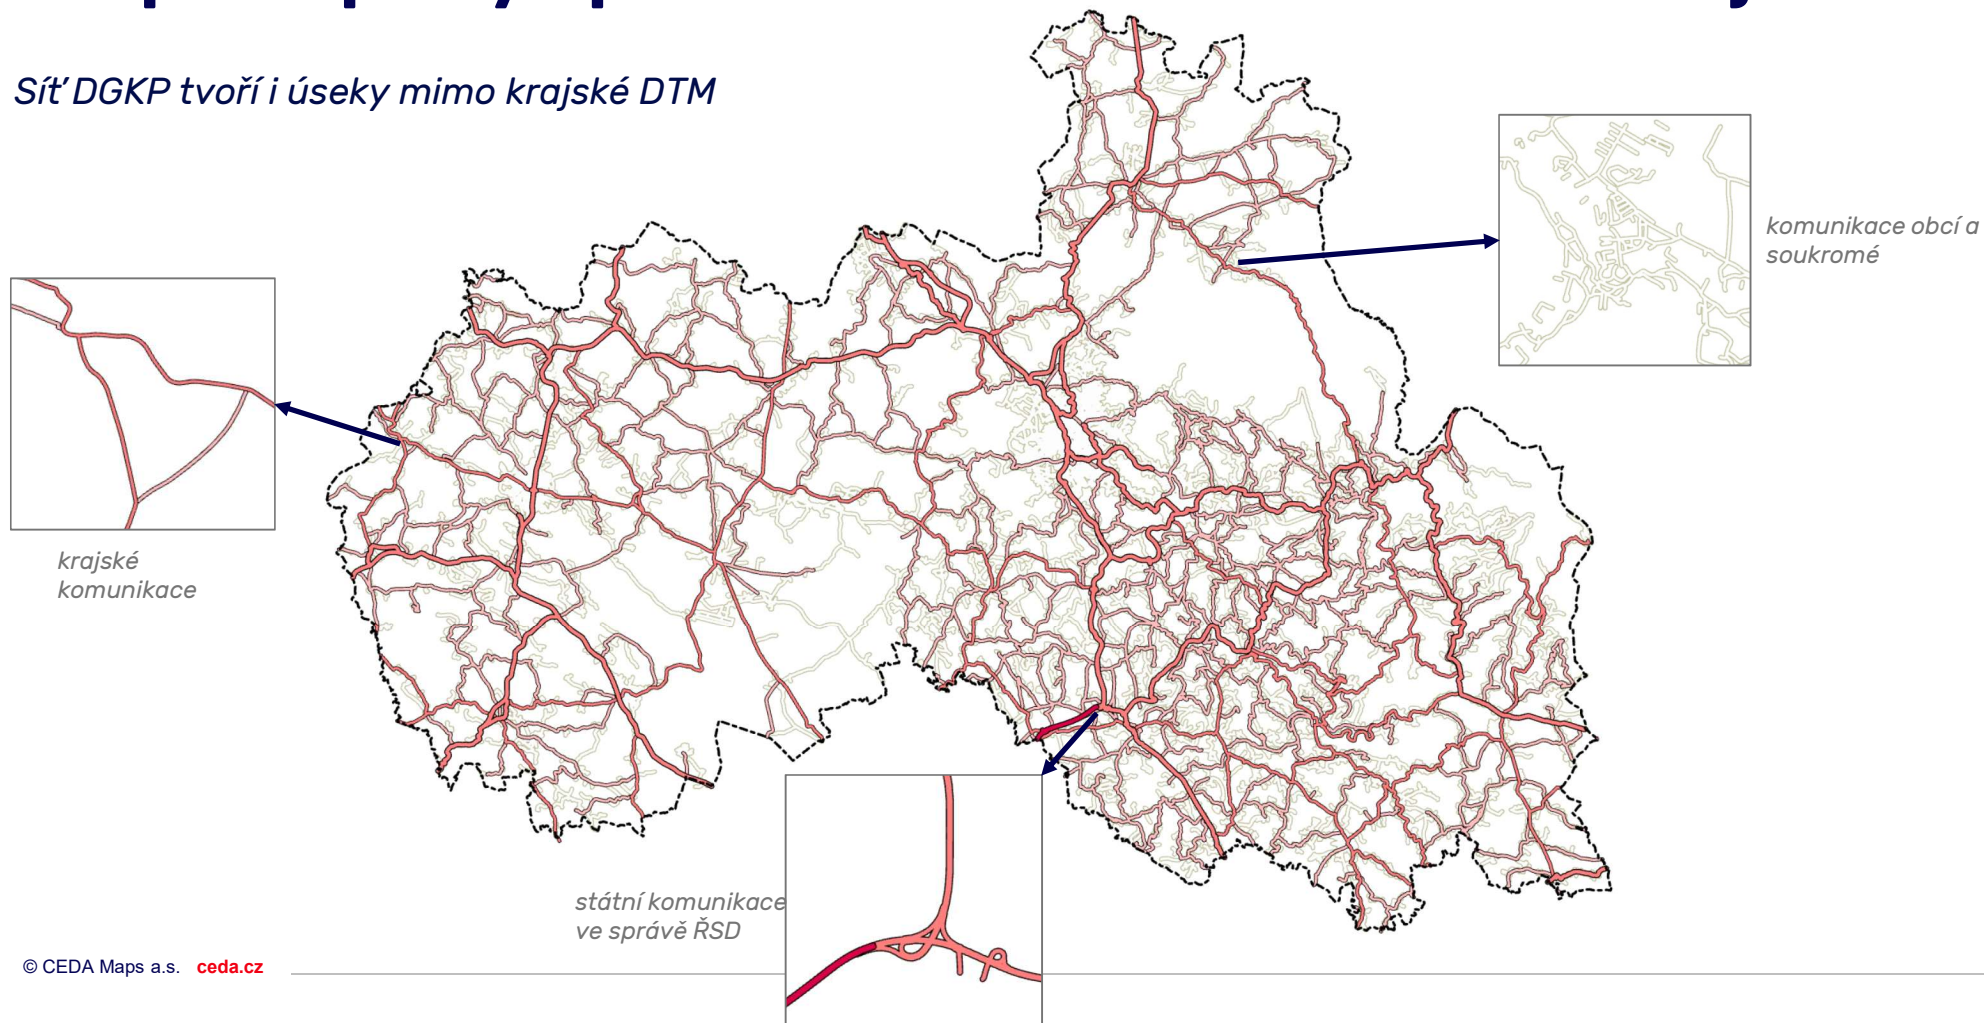 Síť DGKP tvoří i úseky mimo krajské DTM
komunikace obcí a
soukromé
krajské
komunikace
státní komunikace
ve správě ŘSD
© CEDA Maps a.s. ceda.cz